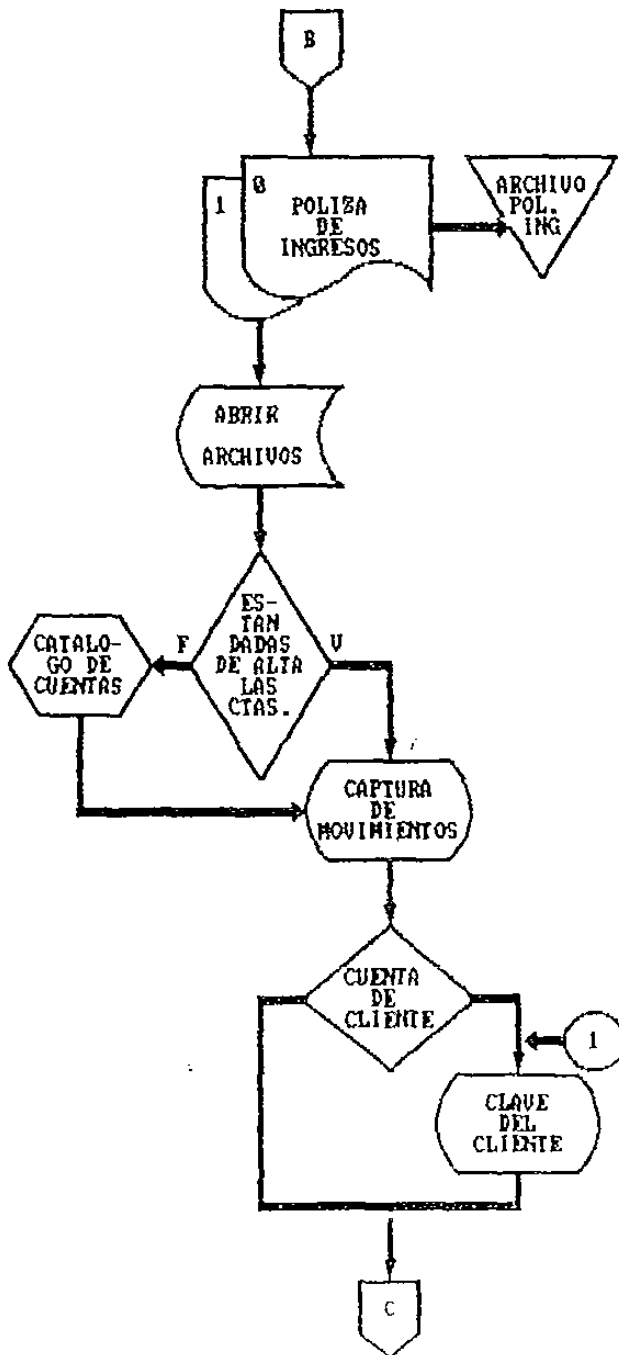 B
0
1
POLIZA
DE
INGRESOS
ARCHIVO
POL.
ING
ABRIR
ARCHIVOS
ES-
TAN
DADAS
DE ALTA
LAS
CTAS.
F
V
CATALO-
GO DE
CUENTAS
CAPTURA
DE
MOVIMIENTOS
CUENTA
DE
CLIENTE
1
CLAVE
DEL
CLIENTE
C